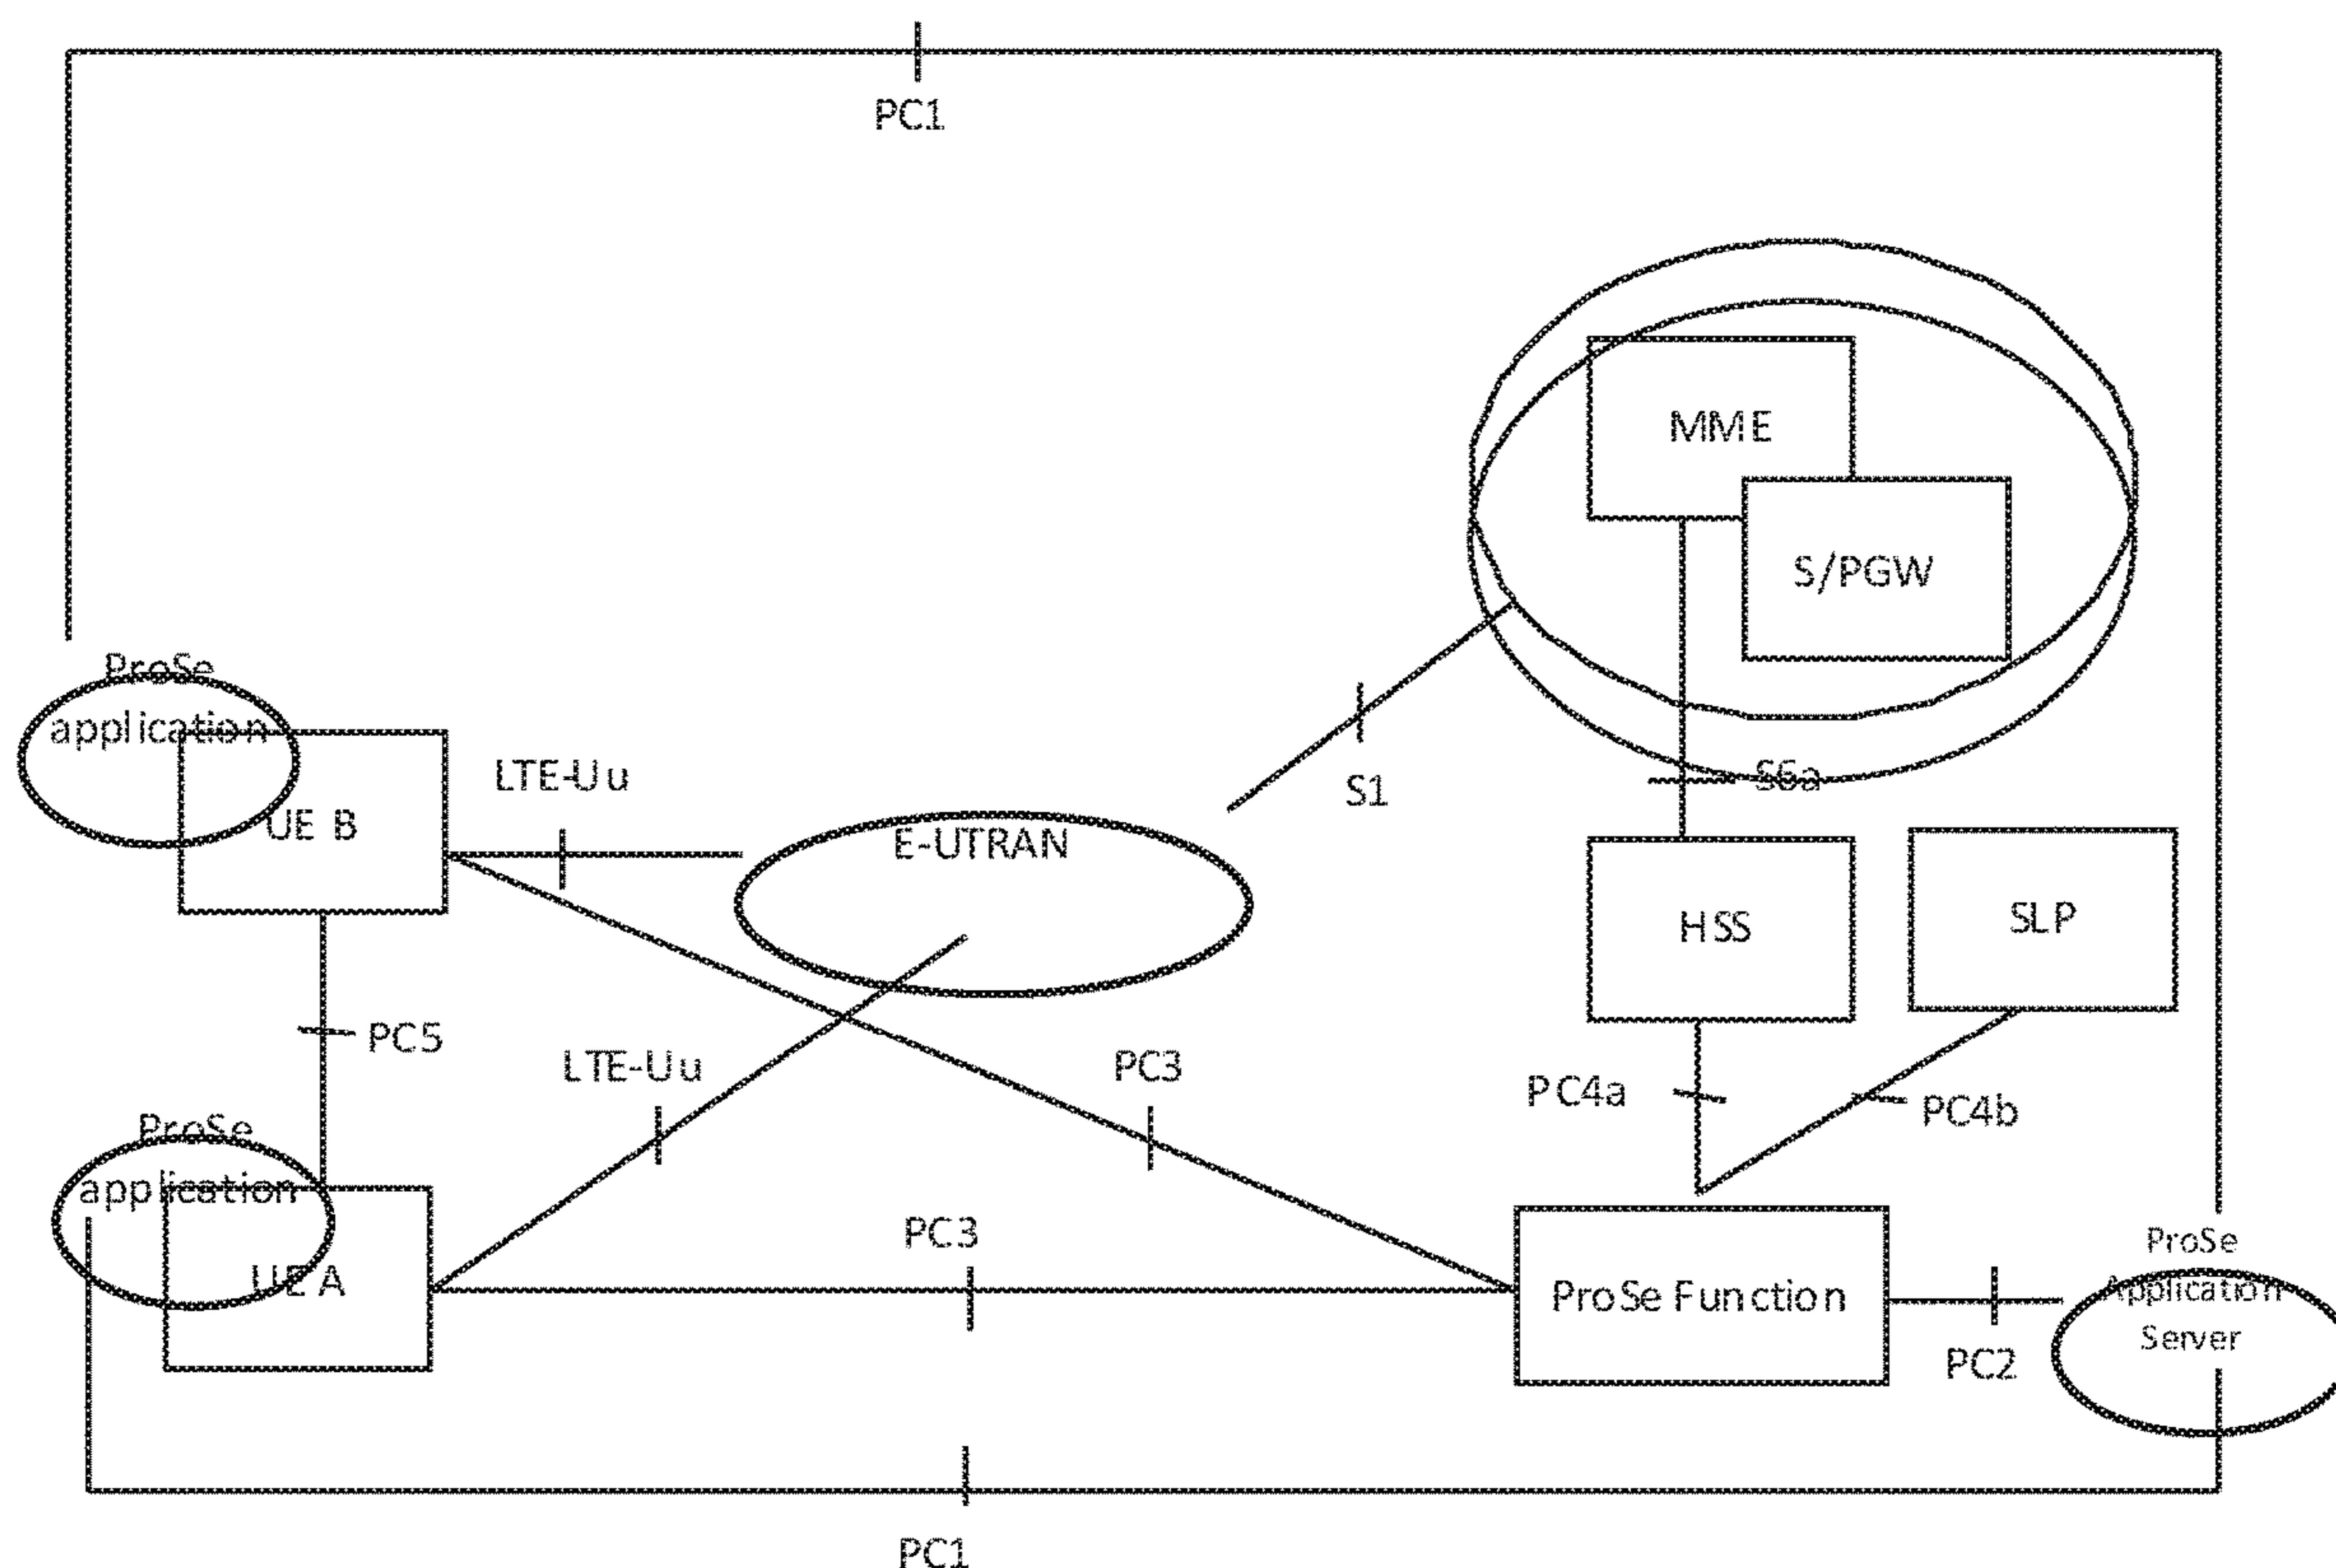 PC1
MME
S/PGW
ProSe
application
UE B
LTE-Uu
S1
S6a
E-UTRAN
HSS
SLP
PC5
LTE-Uu
PC3
PC4a
PC4b
ProSe
application
UE A
PC3
ProSe Function
PC2
ProSe
Application
Server
PC1